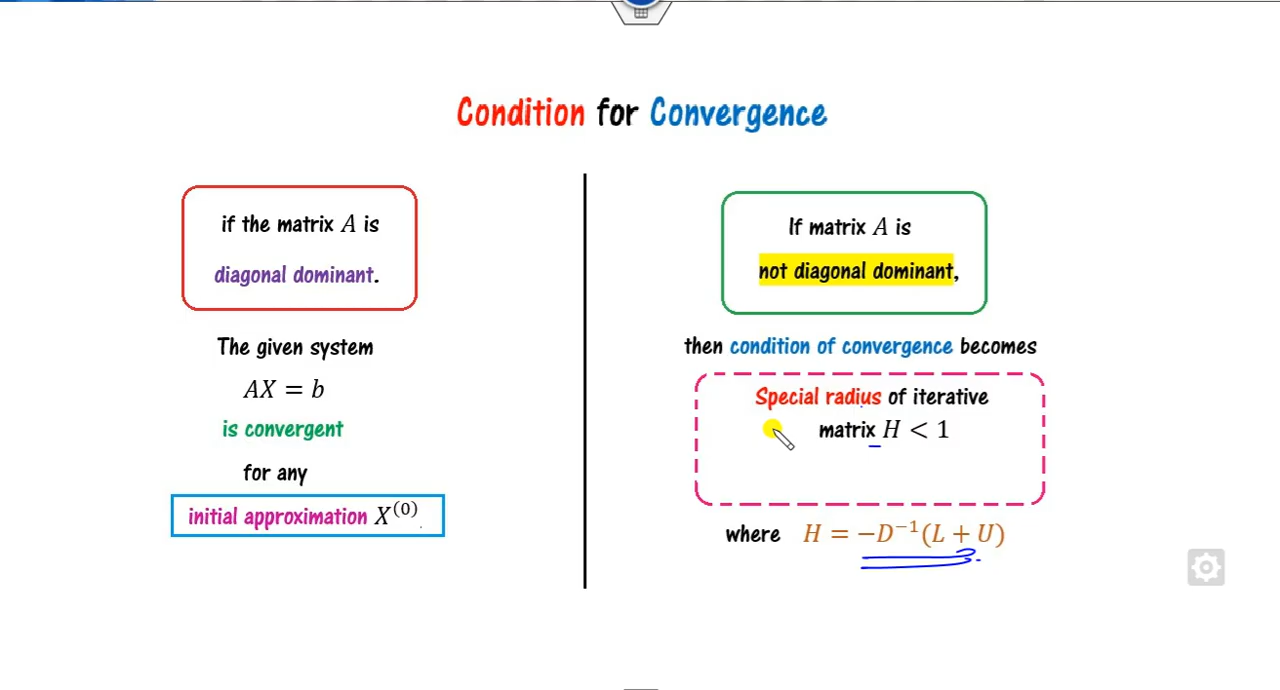 Condition for Convergence
if the matrix A is
diagonal dominant.
The given system
AX = b
is convergent
for any
initial approximation X⁽⁰⁾.
If matrix A is
not diagonal dominant,
then condition of convergence becomes
Special radius of iterative
matrix H < 1
where H = −D⁻¹(L + U)